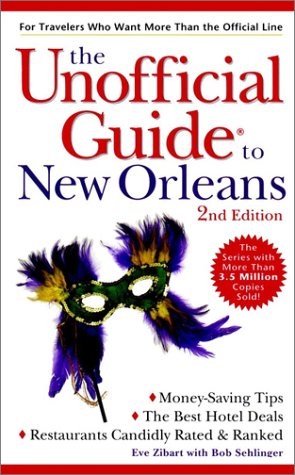 For Travelers Who Want More Than the Official Line
the
Unofficial
Guide® to
New Orleans
2nd Edition
The
Series with
More Than
3.5 Million
Copies
Sold!
♦ Money-Saving Tips
♦ The Best Hotel Deals
♦ Restaurants Candidly Rated & Ranked
Eve Zibart with Bob Sehlinger